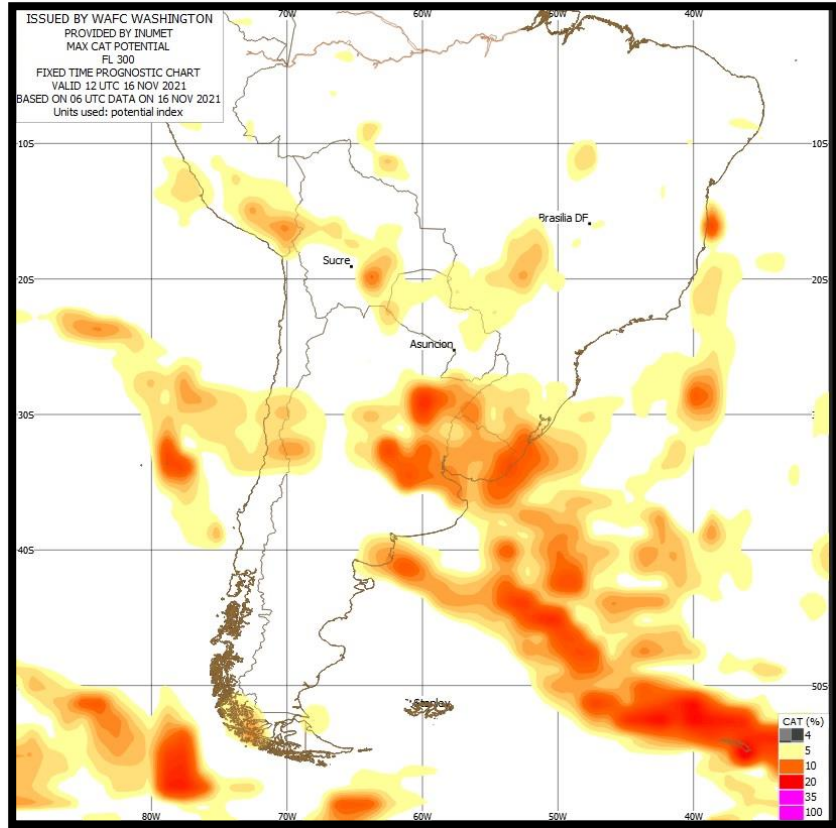 ISSUED BY WAFC WASHINGTON
PROVIDED BY INUMET
MAX CAT POTENTIAL
FL 300
FIXED TIME PROGNOSTIC CHART
VALID 12 UTC 16 NOV 2021
BASED ON 06 UTC DATA ON 16 NOV 2021
Units used: potential index
70W 60W 50W 40W
10S 10S
Brasilia DF
Sucre
20S 20S
Asuncion
30S 30S
40S 40S
50S 50S
Stanley
CAT (%)
4
5
10
20
35
100
80W 70W 60W 50W 40W